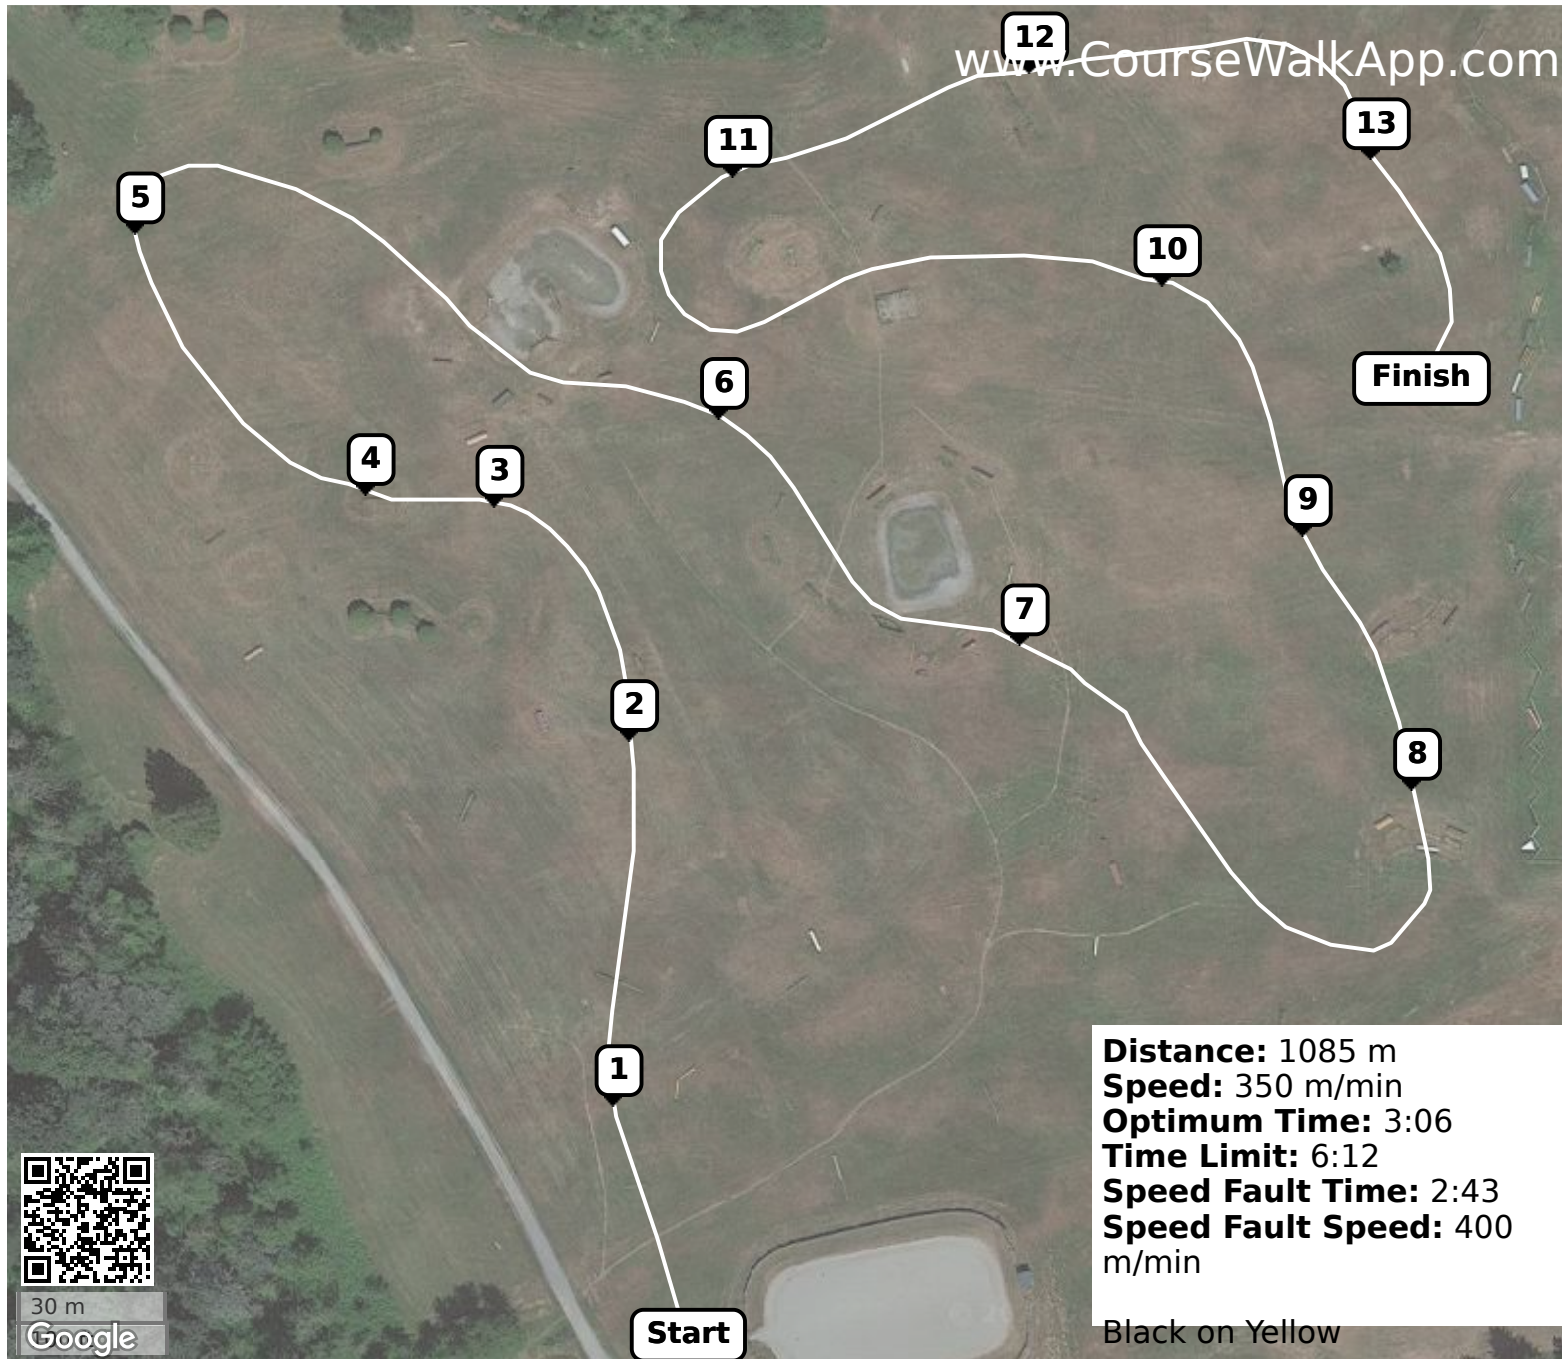 12
www.CourseWalkApp.com
13
11
5
10
Finish
6
4
3
9
7
2
8
1
Distance: 1085 m
Speed: 350 m/min
Optimum Time: 3:06
Time Limit: 6:12
Speed Fault Time: 2:43
Speed Fault Speed: 400
m/min
Black on Yellow
30 m
Google
Start